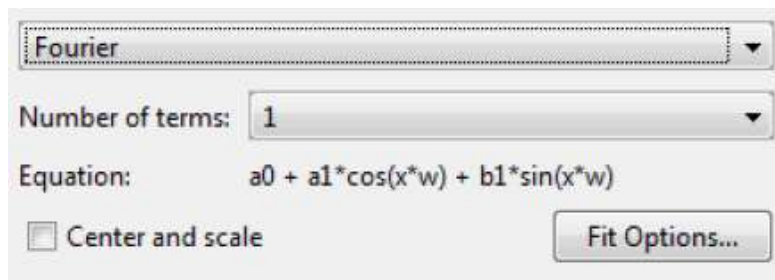 Fourier
Number of terms: 1
Equation: a0 + a1*cos(x*w) + b1*sin(x*w)
Center and scale Fit Options...